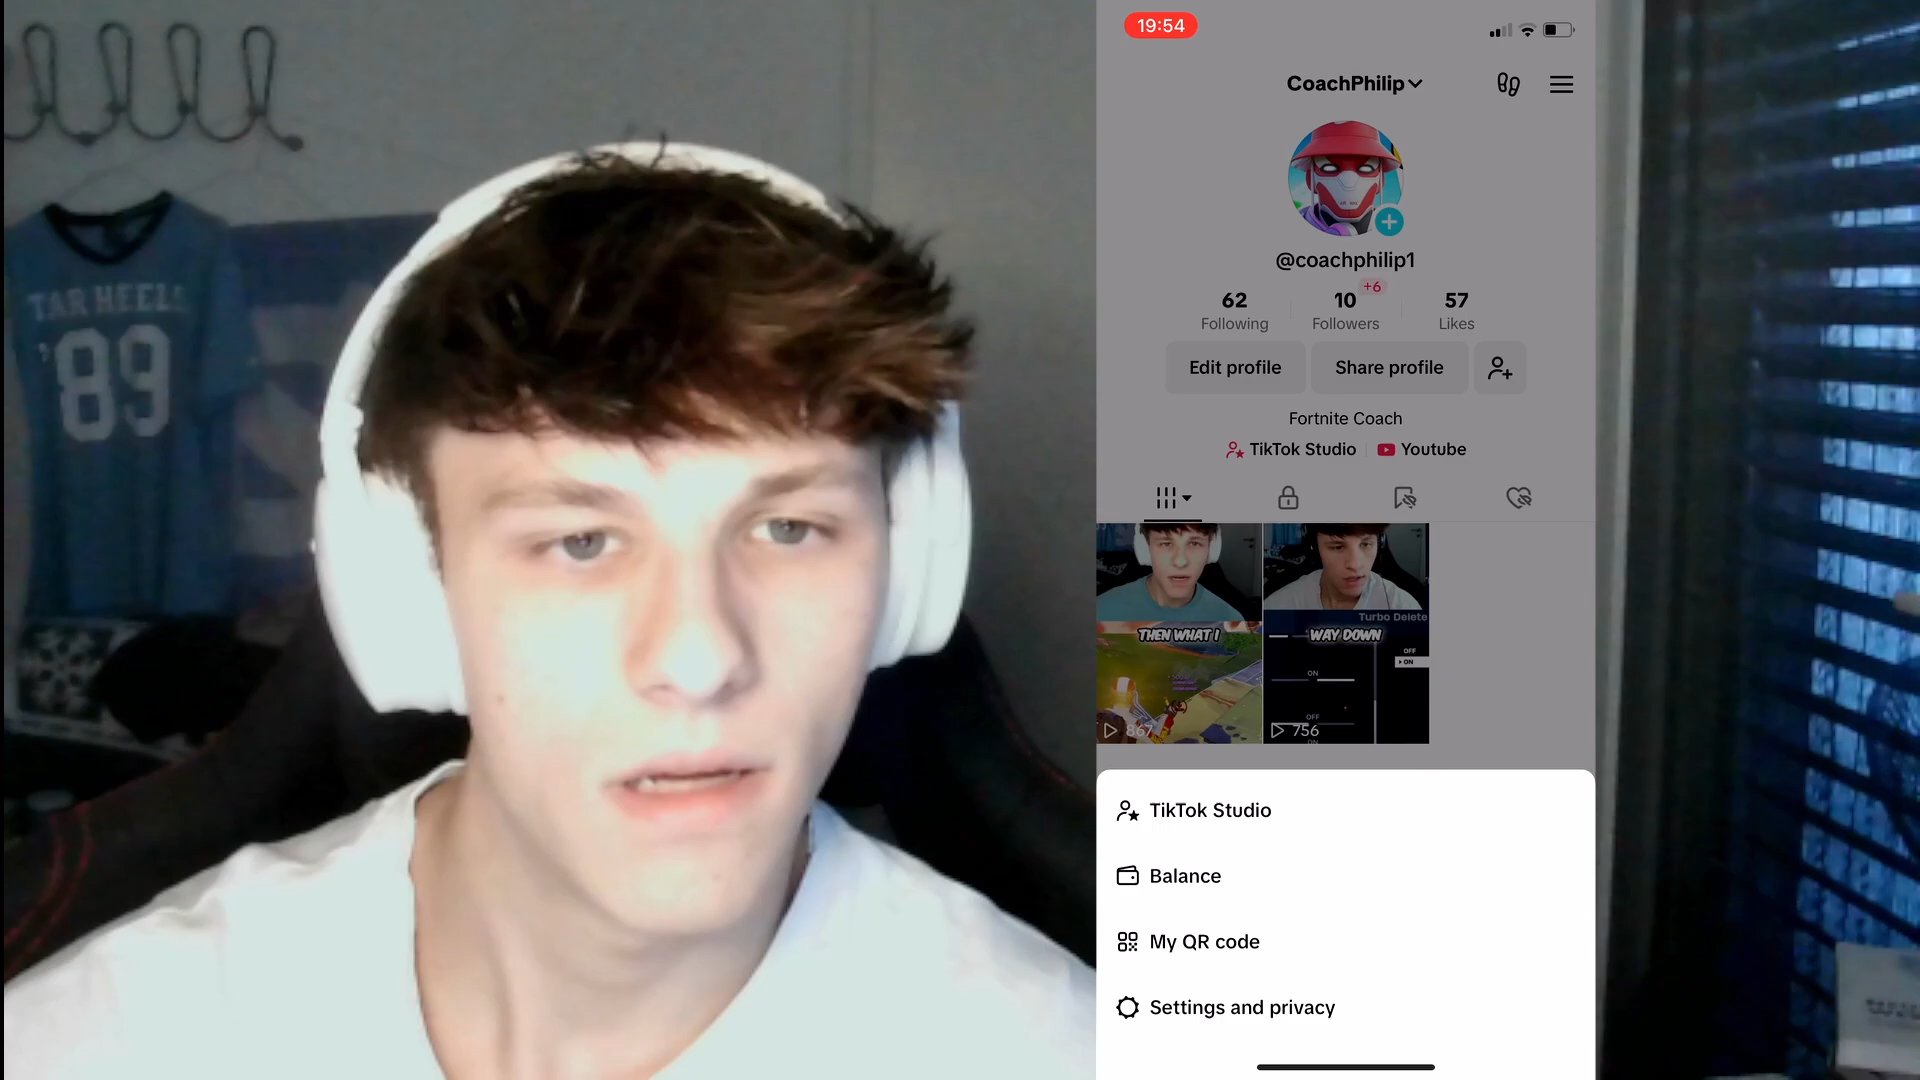 TAR HEELS
'89
19:54
CoachPhilip
@coachphilip1
+6
62
10
57
Following
Followers
Likes
Edit profile
Share profile
Fortnite Coach
TikTok Studio
Youtube
Turbo Delete
THEN WHAT I
WAY DOWN
OFF
ON
ON
OFF
ON
867
756
TikTok Studio
Balance
My QR code
Settings and privacy